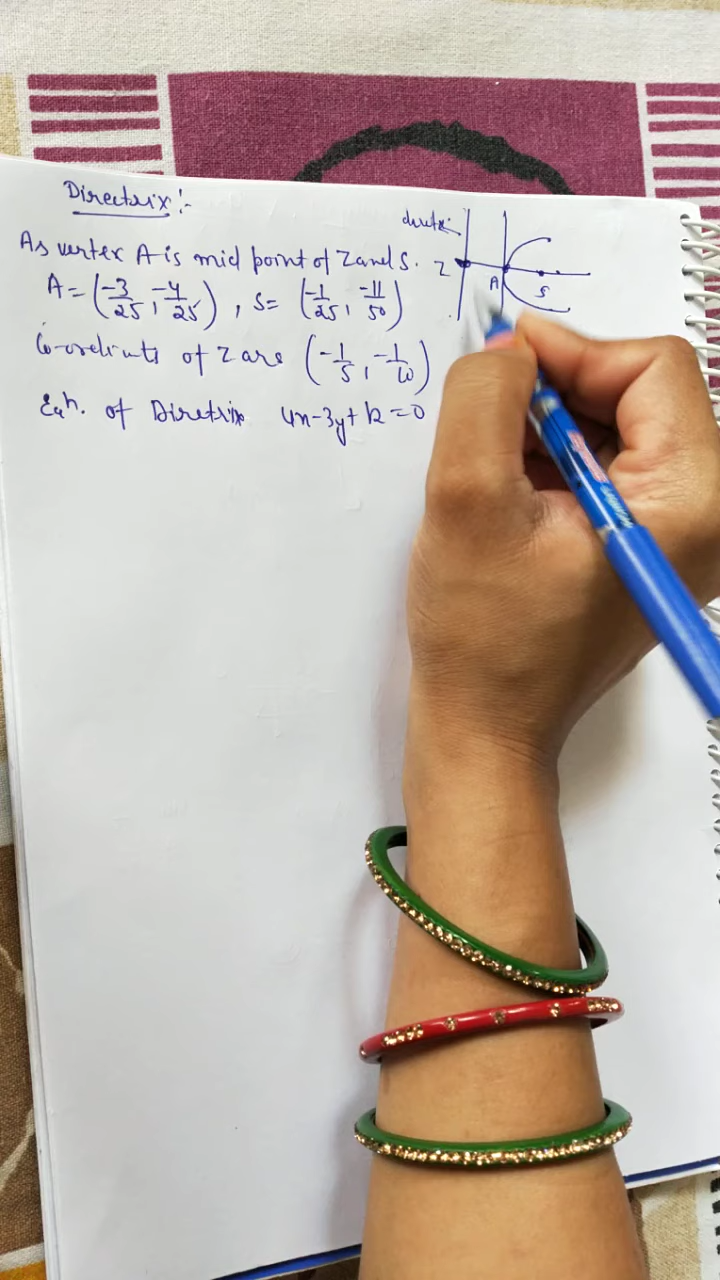 Directrix :-
directrix
As vertex A is mid point of Z and S.
Z
A
S
A = (-3/25, -4/25), S = (-1/25, -11/50)
Co-ordinates of Z are (-1/5, -1/10)
Eqn. of Diretrix 4x-3y+k=0